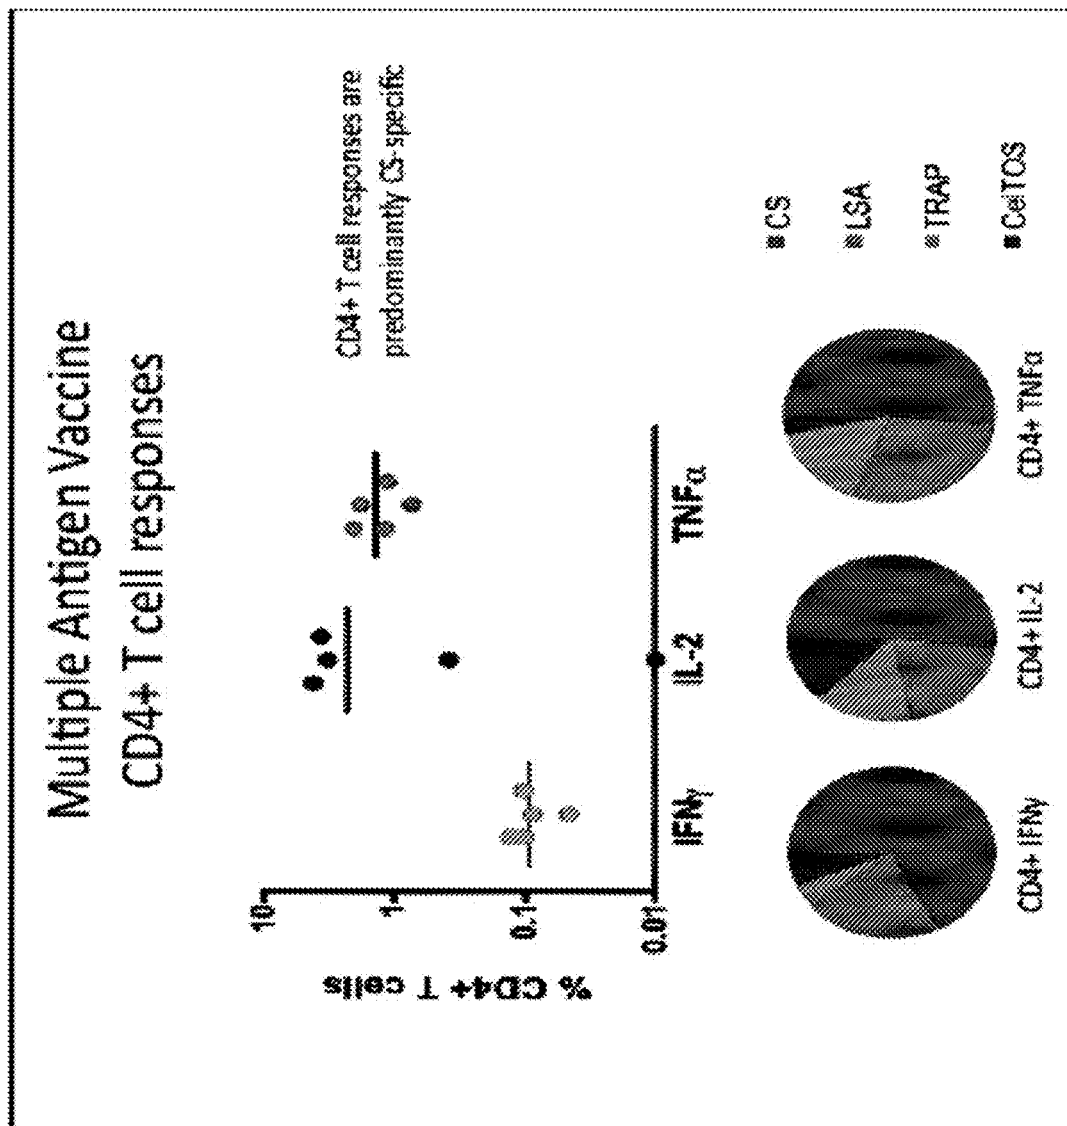 Multiple Antigen Vaccine
CD4+ T cell responses
% CD4+ T cells
10
1
0.1
0.01
IFNγ
IL-2
TNFα
CD4+ T cell responses are
predominantly CS-specific
CD4+ IFNγ
CD4+ IL-2
CD4+ TNFα
CS
LSA
TRAP
CelTOS